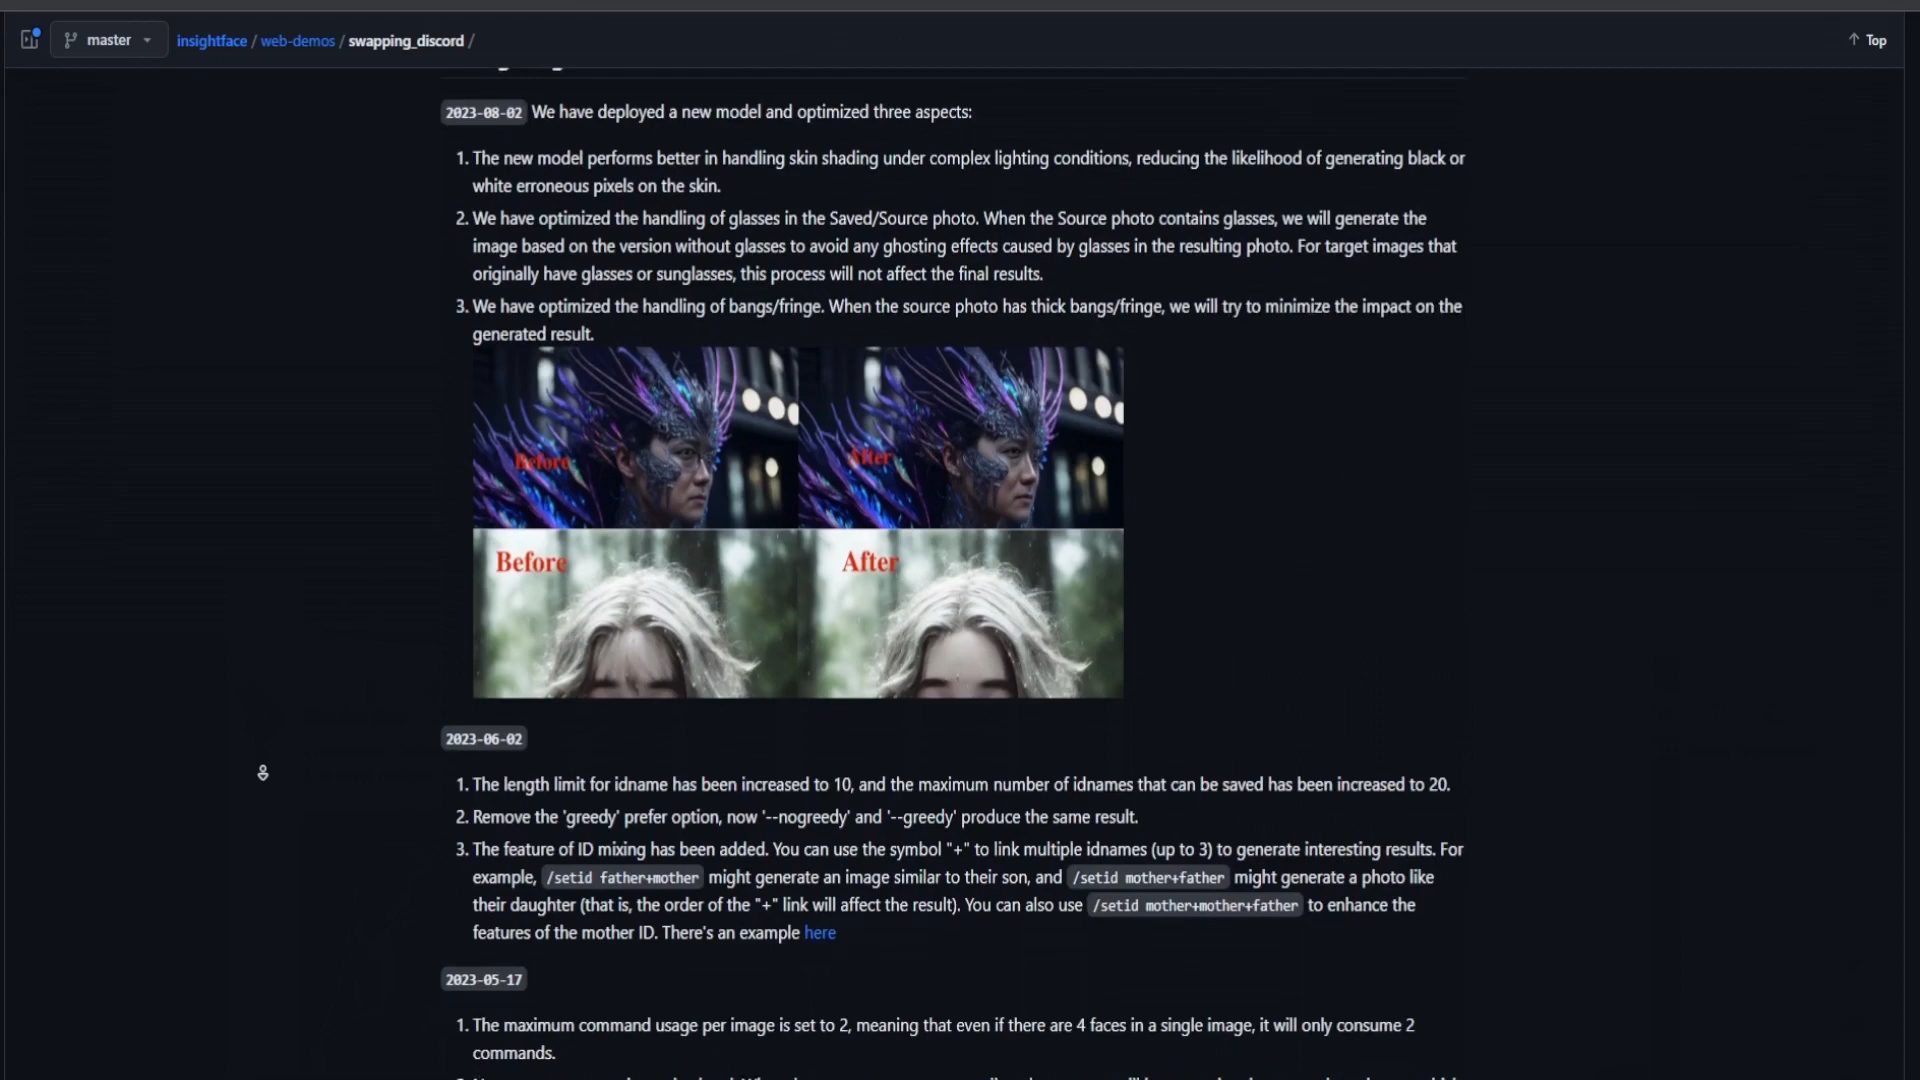 master
insightface / web-demos / swapping_discord /
Top
2023-08-02 We have deployed a new model and optimized three aspects:
1. The new model performs better in handling skin shading under complex lighting conditions, reducing the likelihood of generating black or
white erroneous pixels on the skin.
2. We have optimized the handling of glasses in the Saved/Source photo. When the Source photo contains glasses, we will generate the
image based on the version without glasses to avoid any ghosting effects caused by glasses in the resulting photo. For target images that
originally have glasses or sunglasses, this process will not affect the final results.
3. We have optimized the handling of bangs/fringe. When the source photo has thick bangs/fringe, we will try to minimize the impact on the
generated result.
Before After
Before After
2023-06-02
1. The length limit for idname has been increased to 10, and the maximum number of idnames that can be saved has been increased to 20.
2. Remove the 'greedy' prefer option, now '--nogreedy' and '--greedy' produce the same result.
3. The feature of ID mixing has been added. You can use the symbol "+" to link multiple idnames (up to 3) to generate interesting results. For
example, /setid father+mother might generate an image similar to their son, and /setid mother+father might generate a photo like
their daughter (that is, the order of the "+" link will affect the result). You can also use /setid mother+mother+father to enhance the
features of the mother ID. There's an example here
2023-05-17
1. The maximum command usage per image is set to 2, meaning that even if there are 4 faces in a single image, it will only consume 2
commands.